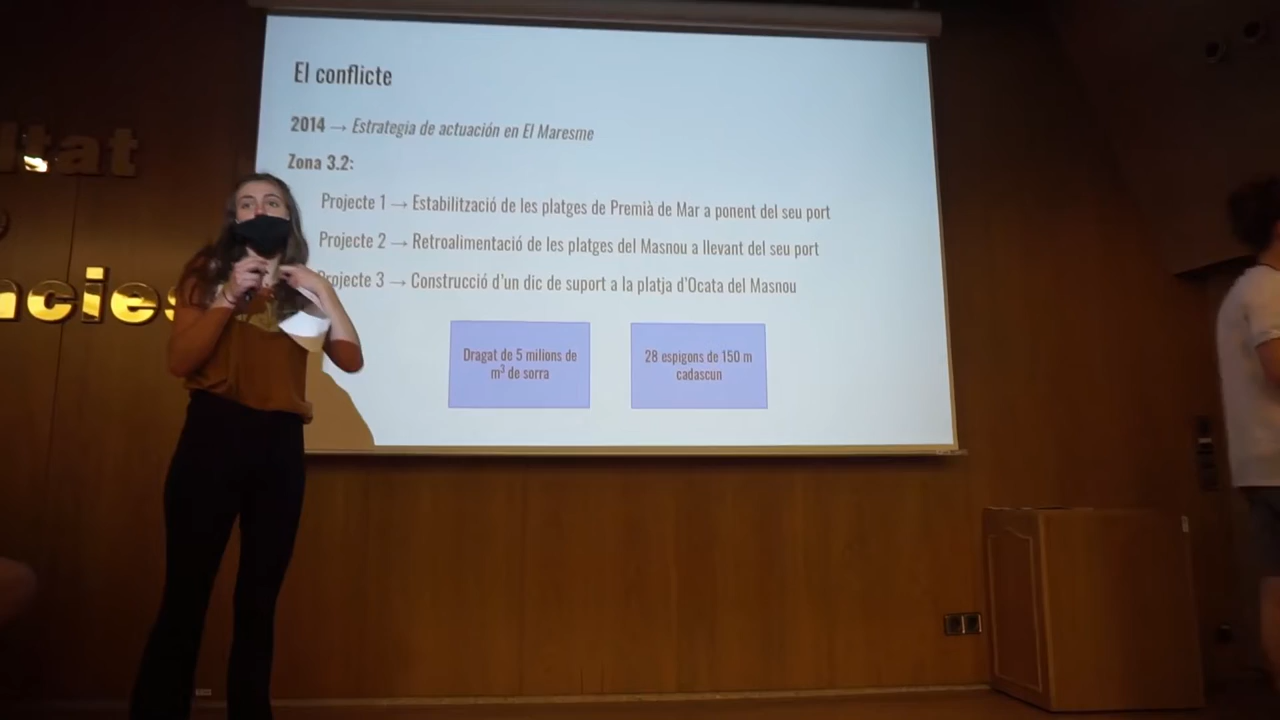 El conflicte
2014 → Estrategia de actuación en El Maresme
Zona 3.2:
Projecte 1 → Estabilització de les platges de Premià de Mar a ponent del seu port
Projecte 2 → Retroalimentació de les platges del Masnou a llevant del seu port
Projecte 3 → Construcció d'un dic de suport a la platja d'Ocata del Masnou
Dragat de 5 milions de
m³ de sorra
28 espigons de 150 m
cadascun
ltat
ncies